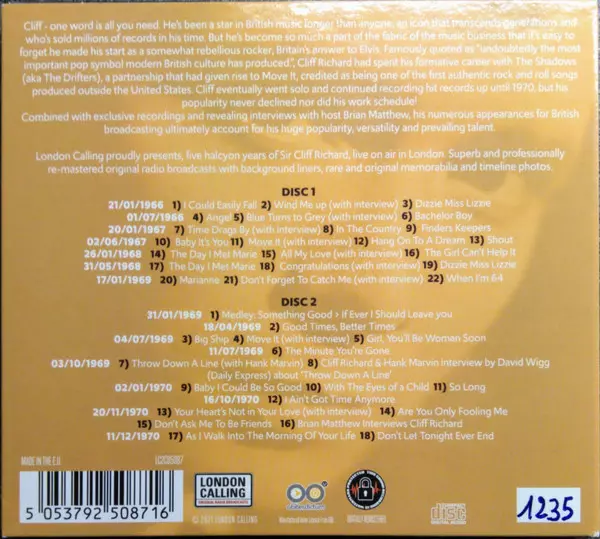 Cliff - one word is all you need. He's been a star in British music longer than anyone, an icon that transcends generations and
who's sold millions of records in his time. But he's become so much a part of the fabric of the music business that it's easy to
forget he made his start as a somewhat rebellious rocker, Britain's answer to Elvis. Famously quoted as "undoubtedly the most
important pop symbol modern British culture has produced", Cliff Richard had spent his formative career with The Shadows
(aka The Drifters), a partnership that had given rise to Move It, credited as being one of the first authentic rock and roll songs
produced outside the United States. Cliff eventually went solo and continued recording hit records up until 1970, but his
popularity never declined nor did his work schedule!
Combined with exclusive recordings and revealing interviews with host Brian Matthew, his numerous appearances for British
broadcasting ultimately account for his huge popularity, versatility and prevailing talent.
London Calling proudly presents, five halcyon years of Sir Cliff Richard, live on air in London. Superb and professionally
re-mastered original radio broadcasts with background liners, rare and original memorabilia and timeline photos.
DISC 1
21/01/1966 1) I Could Easily Fall 2) Wind Me up (with interview) 3) Dizzie Miss Lizzie
01/07/1966 4) Angel 5) Blue Turns to Grey (with interview) 6) Bachelor Boy
20/01/1967 7) Time Drags By (with interview) 8) In The Country 9) Finders Keepers
02/06/1967 10) Baby It's You 11) Move It (with interview) 12) Hang On To A Dream 13) Shout
26/01/1968 14) The Day I Met Marie 15) All My Love (with interview) 16) The Girl Can't Help It
31/05/1968 17) The Day I Met Marie 18) Congratulations (with interview) 19) Dizzie Miss Lizzie
17/01/1969 20) Marianne 21) Don't Forget To Catch Me (with interview) 22) When I'm 64
DISC 2
31/01/1969 1) Medley: Something Good > If Ever I Should Leave you
18/04/1969 2) Good Times, Better Times
04/07/1969 3) Big Ship 4) Move It (with interview) 5) Girl, You'll Be Woman Soon
11/07/1969 6) The Minute You're Gone
03/10/1969 7) Throw Down A Line (with Hank Marvin) 8) Cliff Richard & Hank Marvin interview by David Wigg
(Daily Express) about 'Throw Down A Line'
02/01/1970 9) Baby I Could Be So Good 10) With The Eyes of a Child 11) So Long
16/10/1970 12) I Ain't Got Time Anymore
20/11/1970 13) Your Heart's Not in Your Love (with interview) 14) Are You Only Fooling Me
15) Don't Ask Me To Be Friends 16) Brian Matthew Interviews Cliff Richard
11/12/1970 17) As I Walk Into The Morning Of Your Life 18) Don't Let Tonight Ever End
MADE IN THE E.U.
LC2CD5087
5 053792 508716
LONDON
CALLING
ORIGINAL RADIO BROADCASTS
© 2021 LONDON CALLING
DIGITALLY REMASTERED
disc
DIGITAL AUDIO
1235